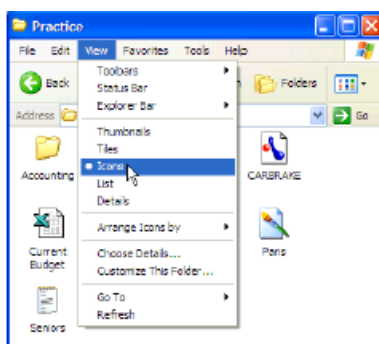 Practice
File Edit View Favorites Tools Help
Back
Folders
Address
Go
Toolbars
Status Bar
Explorer Bar
Thumbnails
Tiles
Icons
List
Details
Arrange Icons by
Choose Details...
Customize This Folder...
Go To
Refresh
Accounting
CARBRAKE
Current
Budget
Paris
Seniors